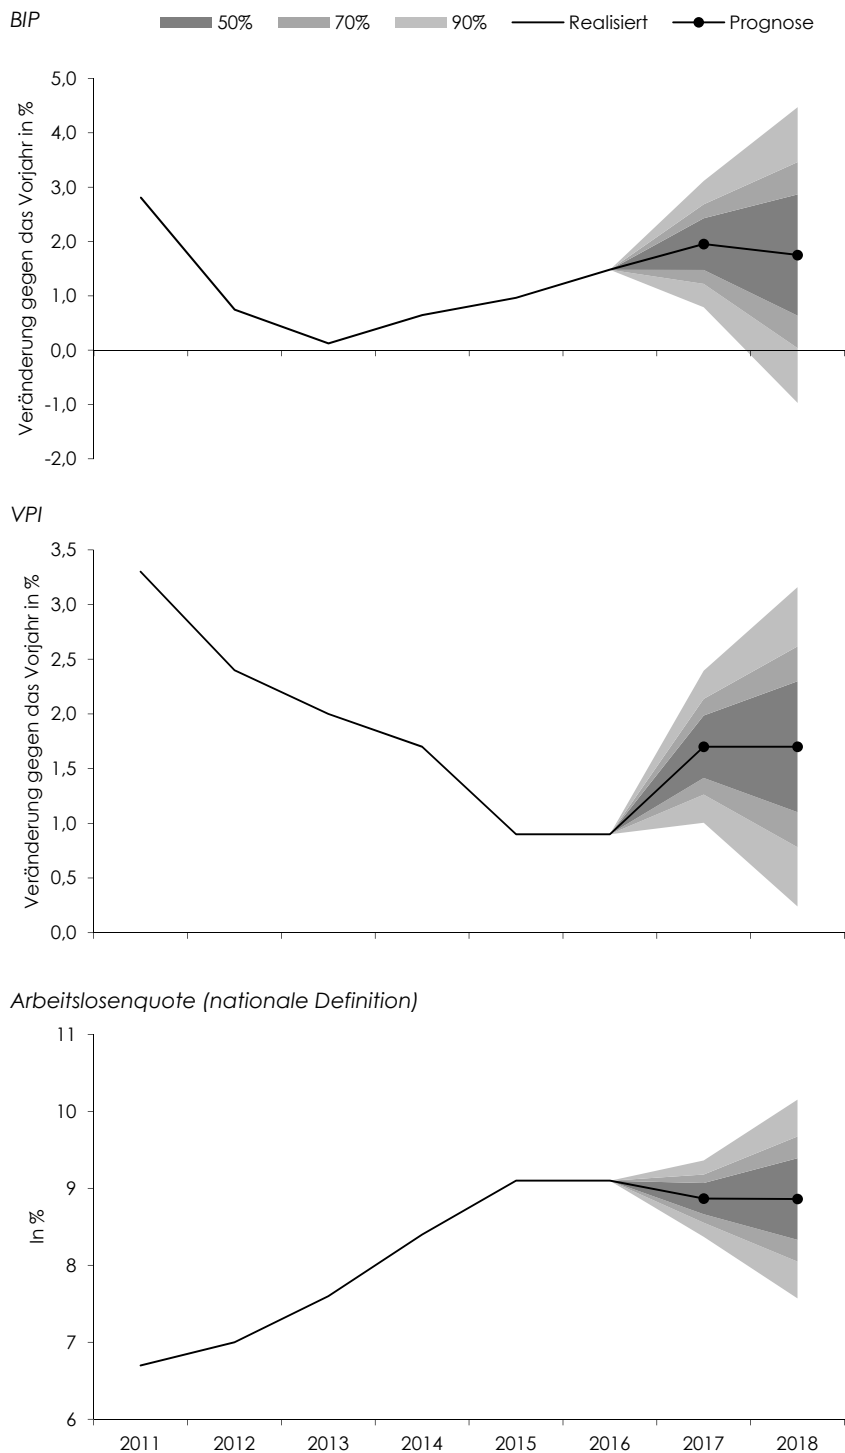 BIP
50% 70% 90% Realisiert Prognose
Veränderung gegen das Vorjahr in %
5,0
4,0
3,0
2,0
1,0
0,0
-1,0
-2,0
VPI
Veränderung gegen das Vorjahr in %
3,5
3,0
2,5
2,0
1,5
1,0
0,5
0,0
Arbeitslosenquote (nationale Definition)
In %
11
10
9
8
7
6
2011 2012 2013 2014 2015 2016 2017 2018